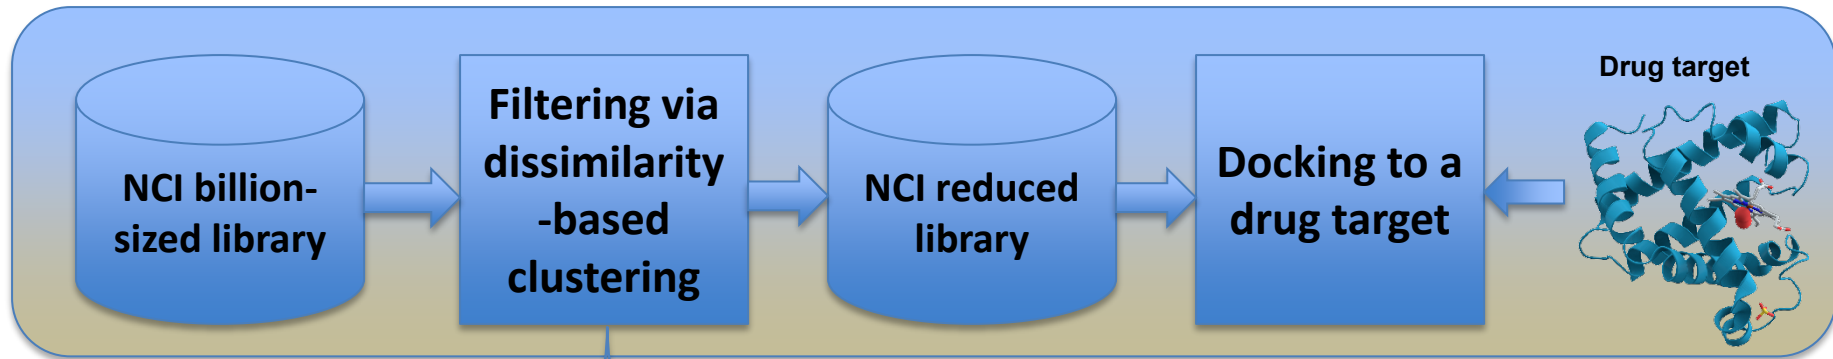 NCI billion-
sized library
Filtering via
dissimilarity
-based
clustering
NCI reduced
library
Docking to a
drug target
Drug target